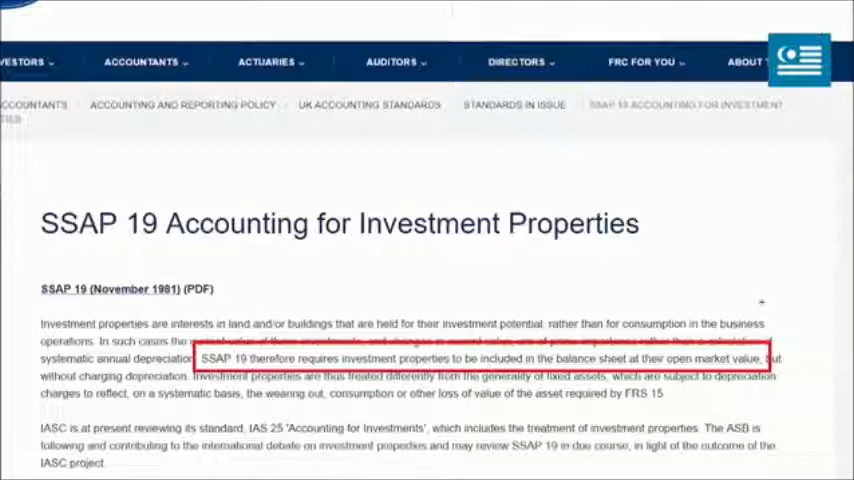 VESTORS ACCOUNTANTS ACTUARIES AUDITORS DIRECTORS FRC FOR YOU ABOUT
CCOUNTANTS ACCOUNTING AND REPORTING POLICY UK ACCOUNTING STANDARDS STANDARDS IN ISSUE SSAP 19 ACCOUNTING FOR INVESTMENT
TIES
SSAP 19 Accounting for Investment Properties
SSAP 19 (November 1981) (PDF)
Investment properties are interests in land and/or buildings that are held for their investment potential, rather than for consumption in the business
operations. In such cases the
systematic annual depreciation. SSAP 19 therefore requires investment properties to be included in the balance sheet at their open market value, but
without charging depreciation. Investment properties are thus treated differently from the generality of fixed assets, which are subject to depreciation
charges to reflect, on a systematic basis, the wearing out, consumption or other loss of value of the asset required by FRS 15
IASC is at present reviewing its standard, IAS 25 'Accounting for Investments', which includes the treatment of investment properties. The ASB is
following and contributing to the international debate on investment properties and may review SSAP 19 in due course, in light of the outcome of the
IASC project